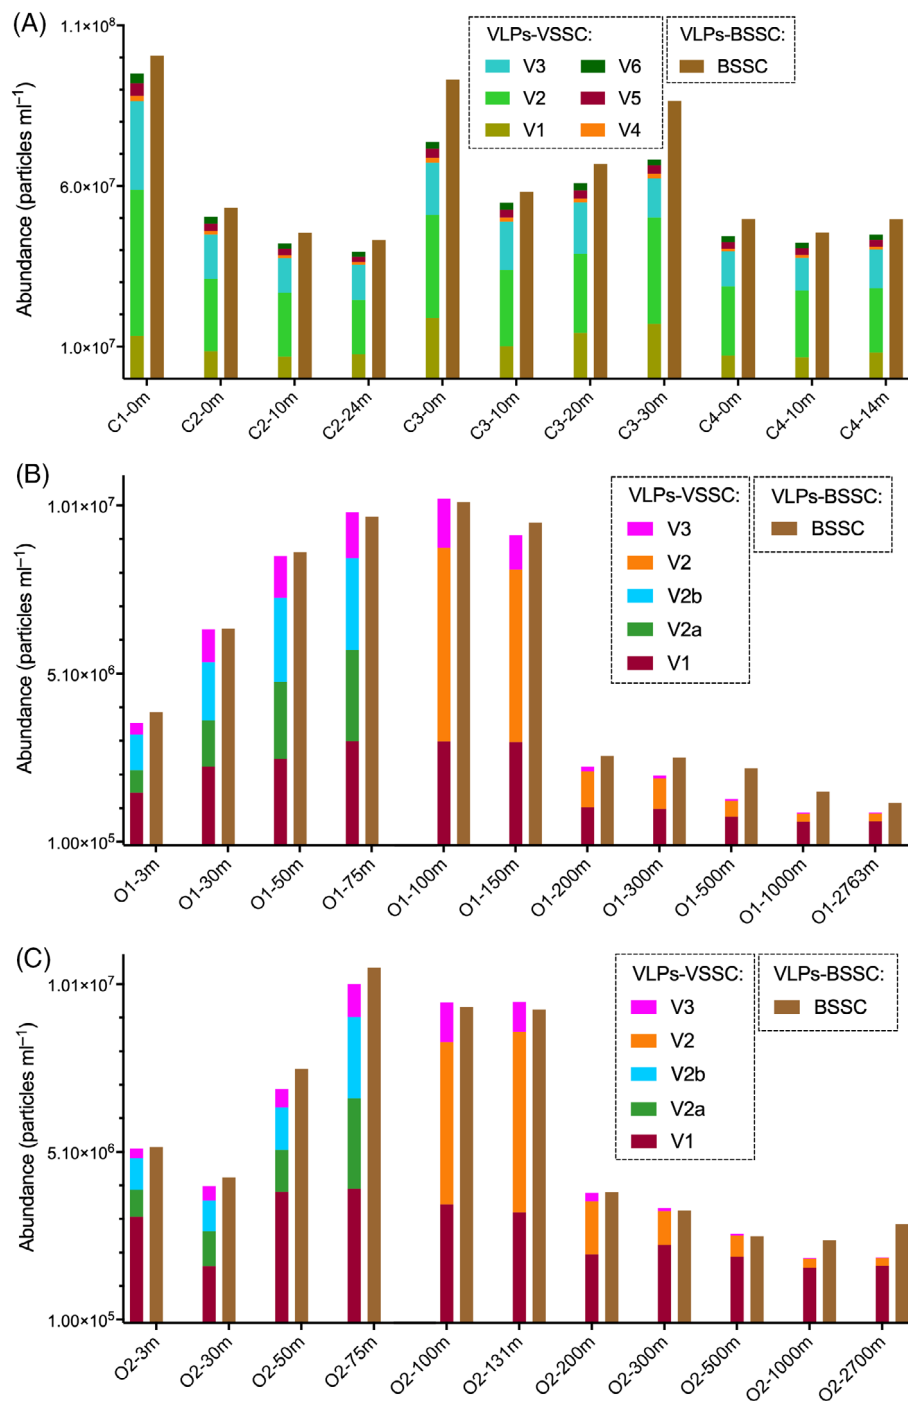 (A)
Abundance (particles ml⁻¹)
1.1×10⁸
6.0×10⁷
1.0×10⁷
VLPs-VSSC:
V3 V6
V2 V5
V1 V4
VLPs-BSSC:
BSSC
C1-0m C2-0m C2-10m C2-24m C3-0m C3-10m C3-20m C3-30m C4-0m C4-10m C4-14m
(B)
Abundance (particles ml⁻¹)
1.01×10⁷
5.10×10⁶
1.00×10⁵
VLPs-VSSC:
V3
V2
V2b
V2a
V1
VLPs-BSSC:
BSSC
O1-3m O1-30m O1-50m O1-75m O1-100m O1-150m O1-200m O1-300m O1-500m O1-1000m O1-2763m
(C)
Abundance (particles ml⁻¹)
1.01×10⁷
5.10×10⁶
1.00×10⁵
VLPs-VSSC:
V3
V2
V2b
V2a
V1
VLPs-BSSC:
BSSC
O2-3m O2-30m O2-50m O2-75m O2-100m O2-131m O2-200m O2-300m O2-500m O2-1000m O2-2700m